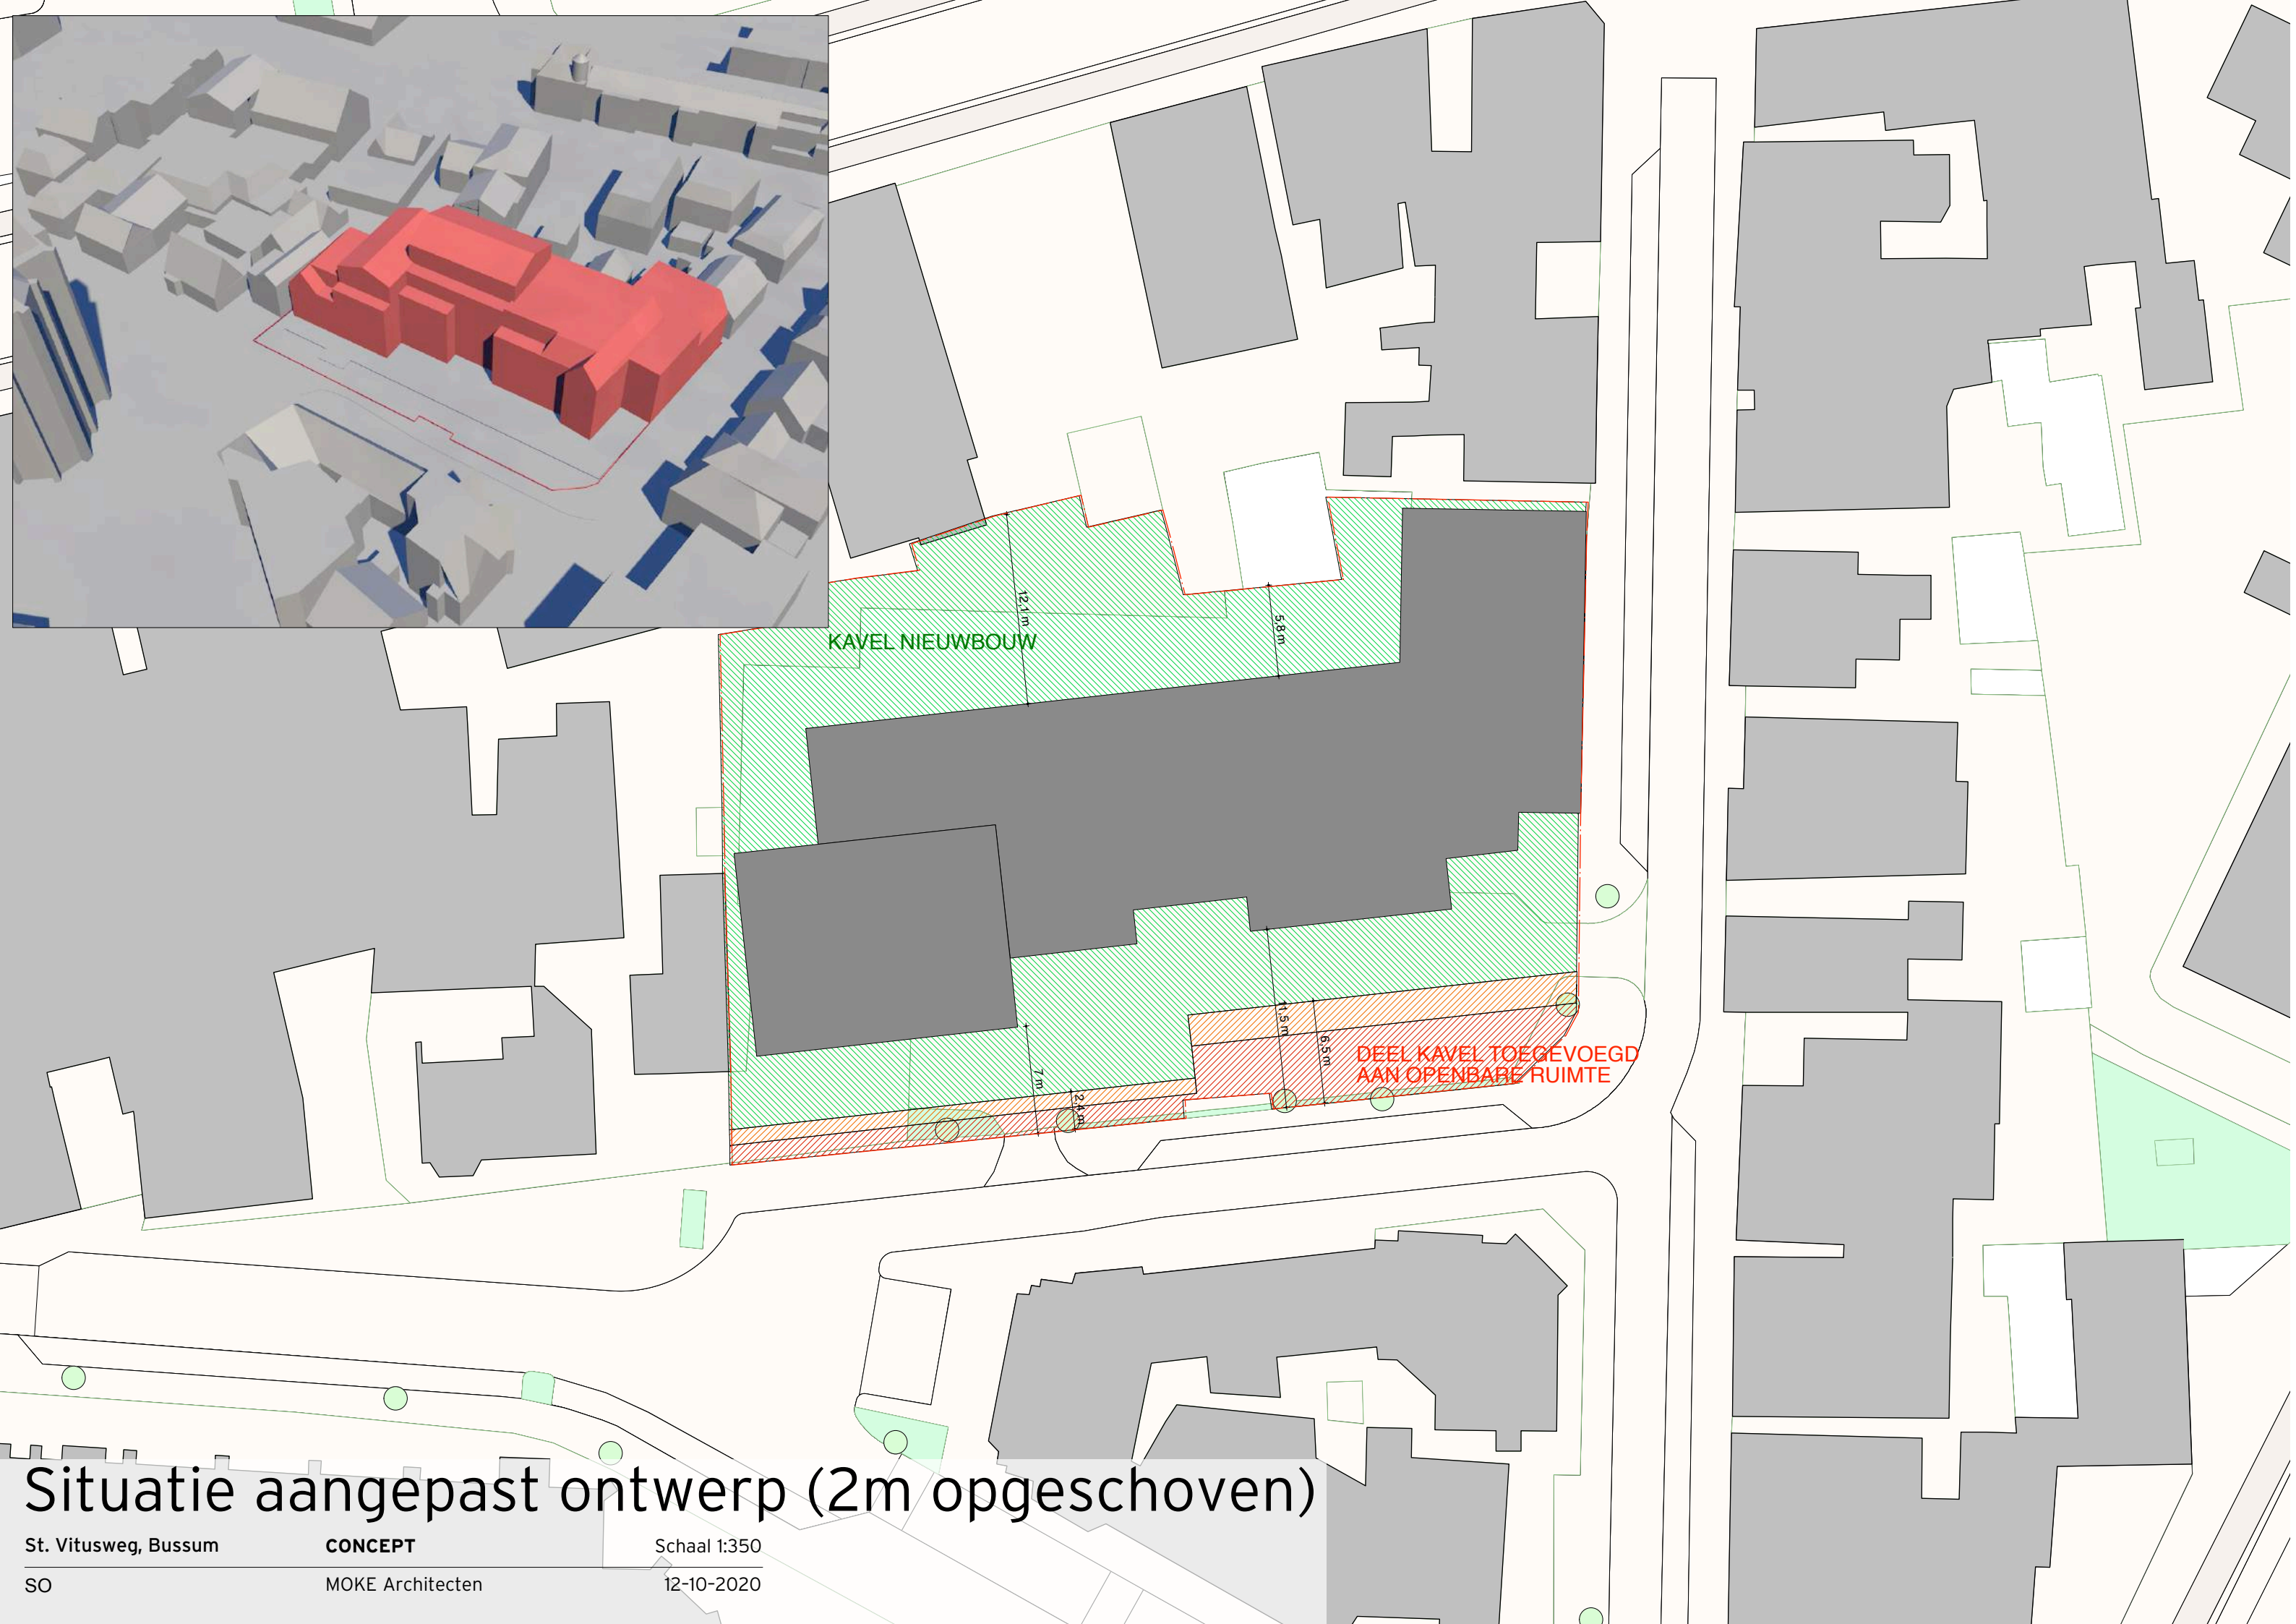 12,1 m
5,8 m
KAVEL NIEUWBOUW
11,5 m
6,5 m
DEEL KAVEL TOEGEVOEGD
AAN OPENBARE RUIMTE
7 m
2,4 m
Situatie aangepast ontwerp (2m opgeschoven)
St. Vitusweg, Bussum CONCEPT Schaal 1:350
SO MOKE Architecten 12-10-2020